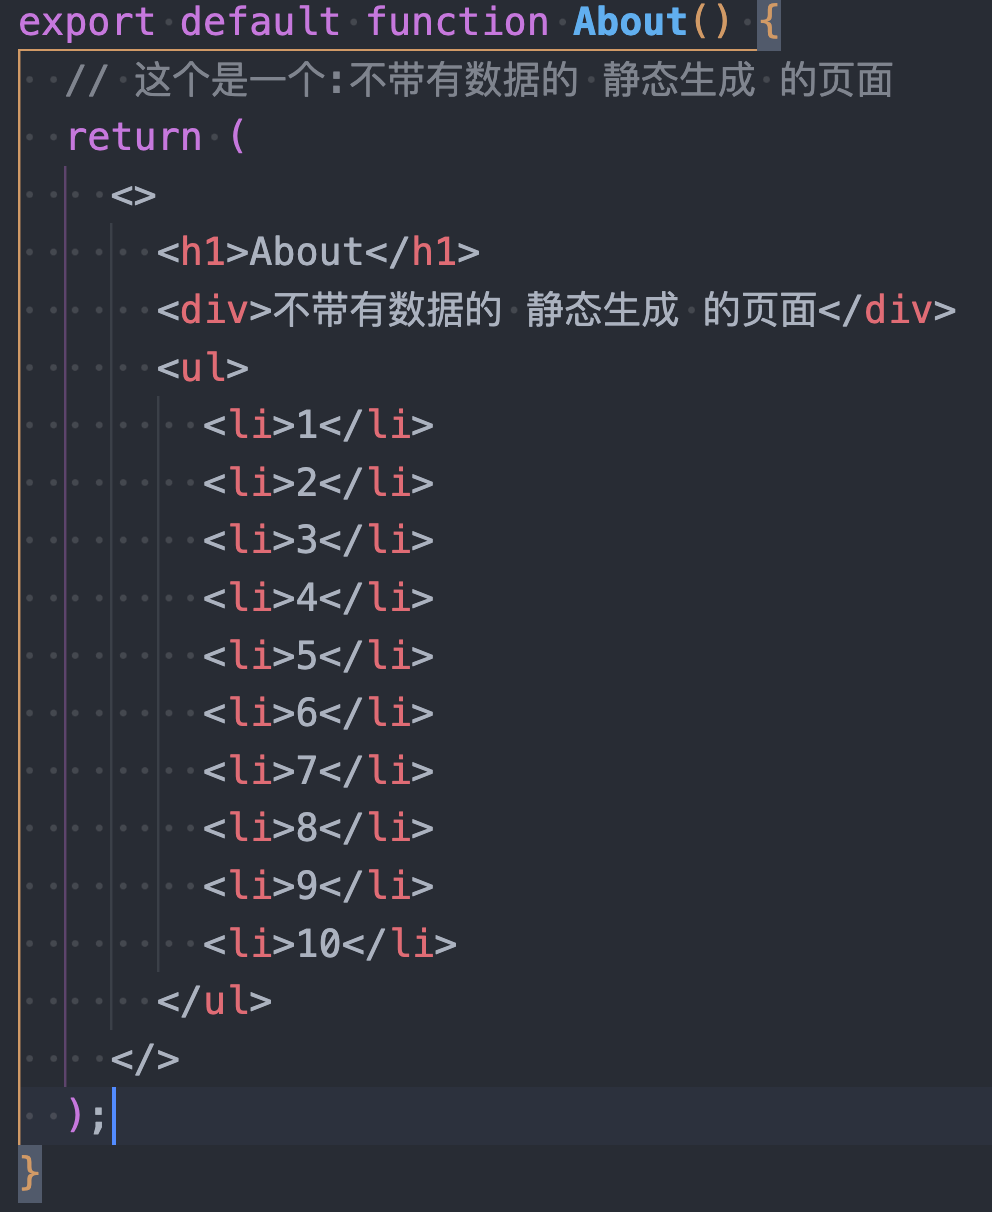 export default function About() {
  // 这个是一个:不带有数据的 静态生成 的页面
  return (
    <>
      <h1>About</h1>
      <div>不带有数据的 静态生成 的页面</div>
      <ul>
        <li>1</li>
        <li>2</li>
        <li>3</li>
        <li>4</li>
        <li>5</li>
        <li>6</li>
        <li>7</li>
        <li>8</li>
        <li>9</li>
        <li>10</li>
      </ul>
    </>
  );
}